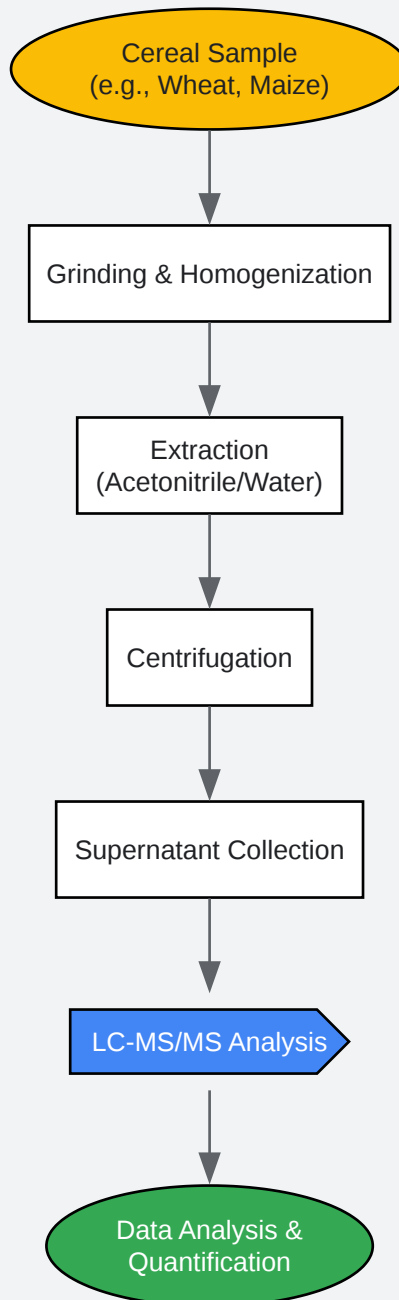 Cereal Sample
(e.g., Wheat, Maize)
Grinding & Homogenization
Extraction
(Acetonitrile/Water)
Centrifugation
Supernatant Collection
LC-MS/MS Analysis
Data Analysis &
Quantification